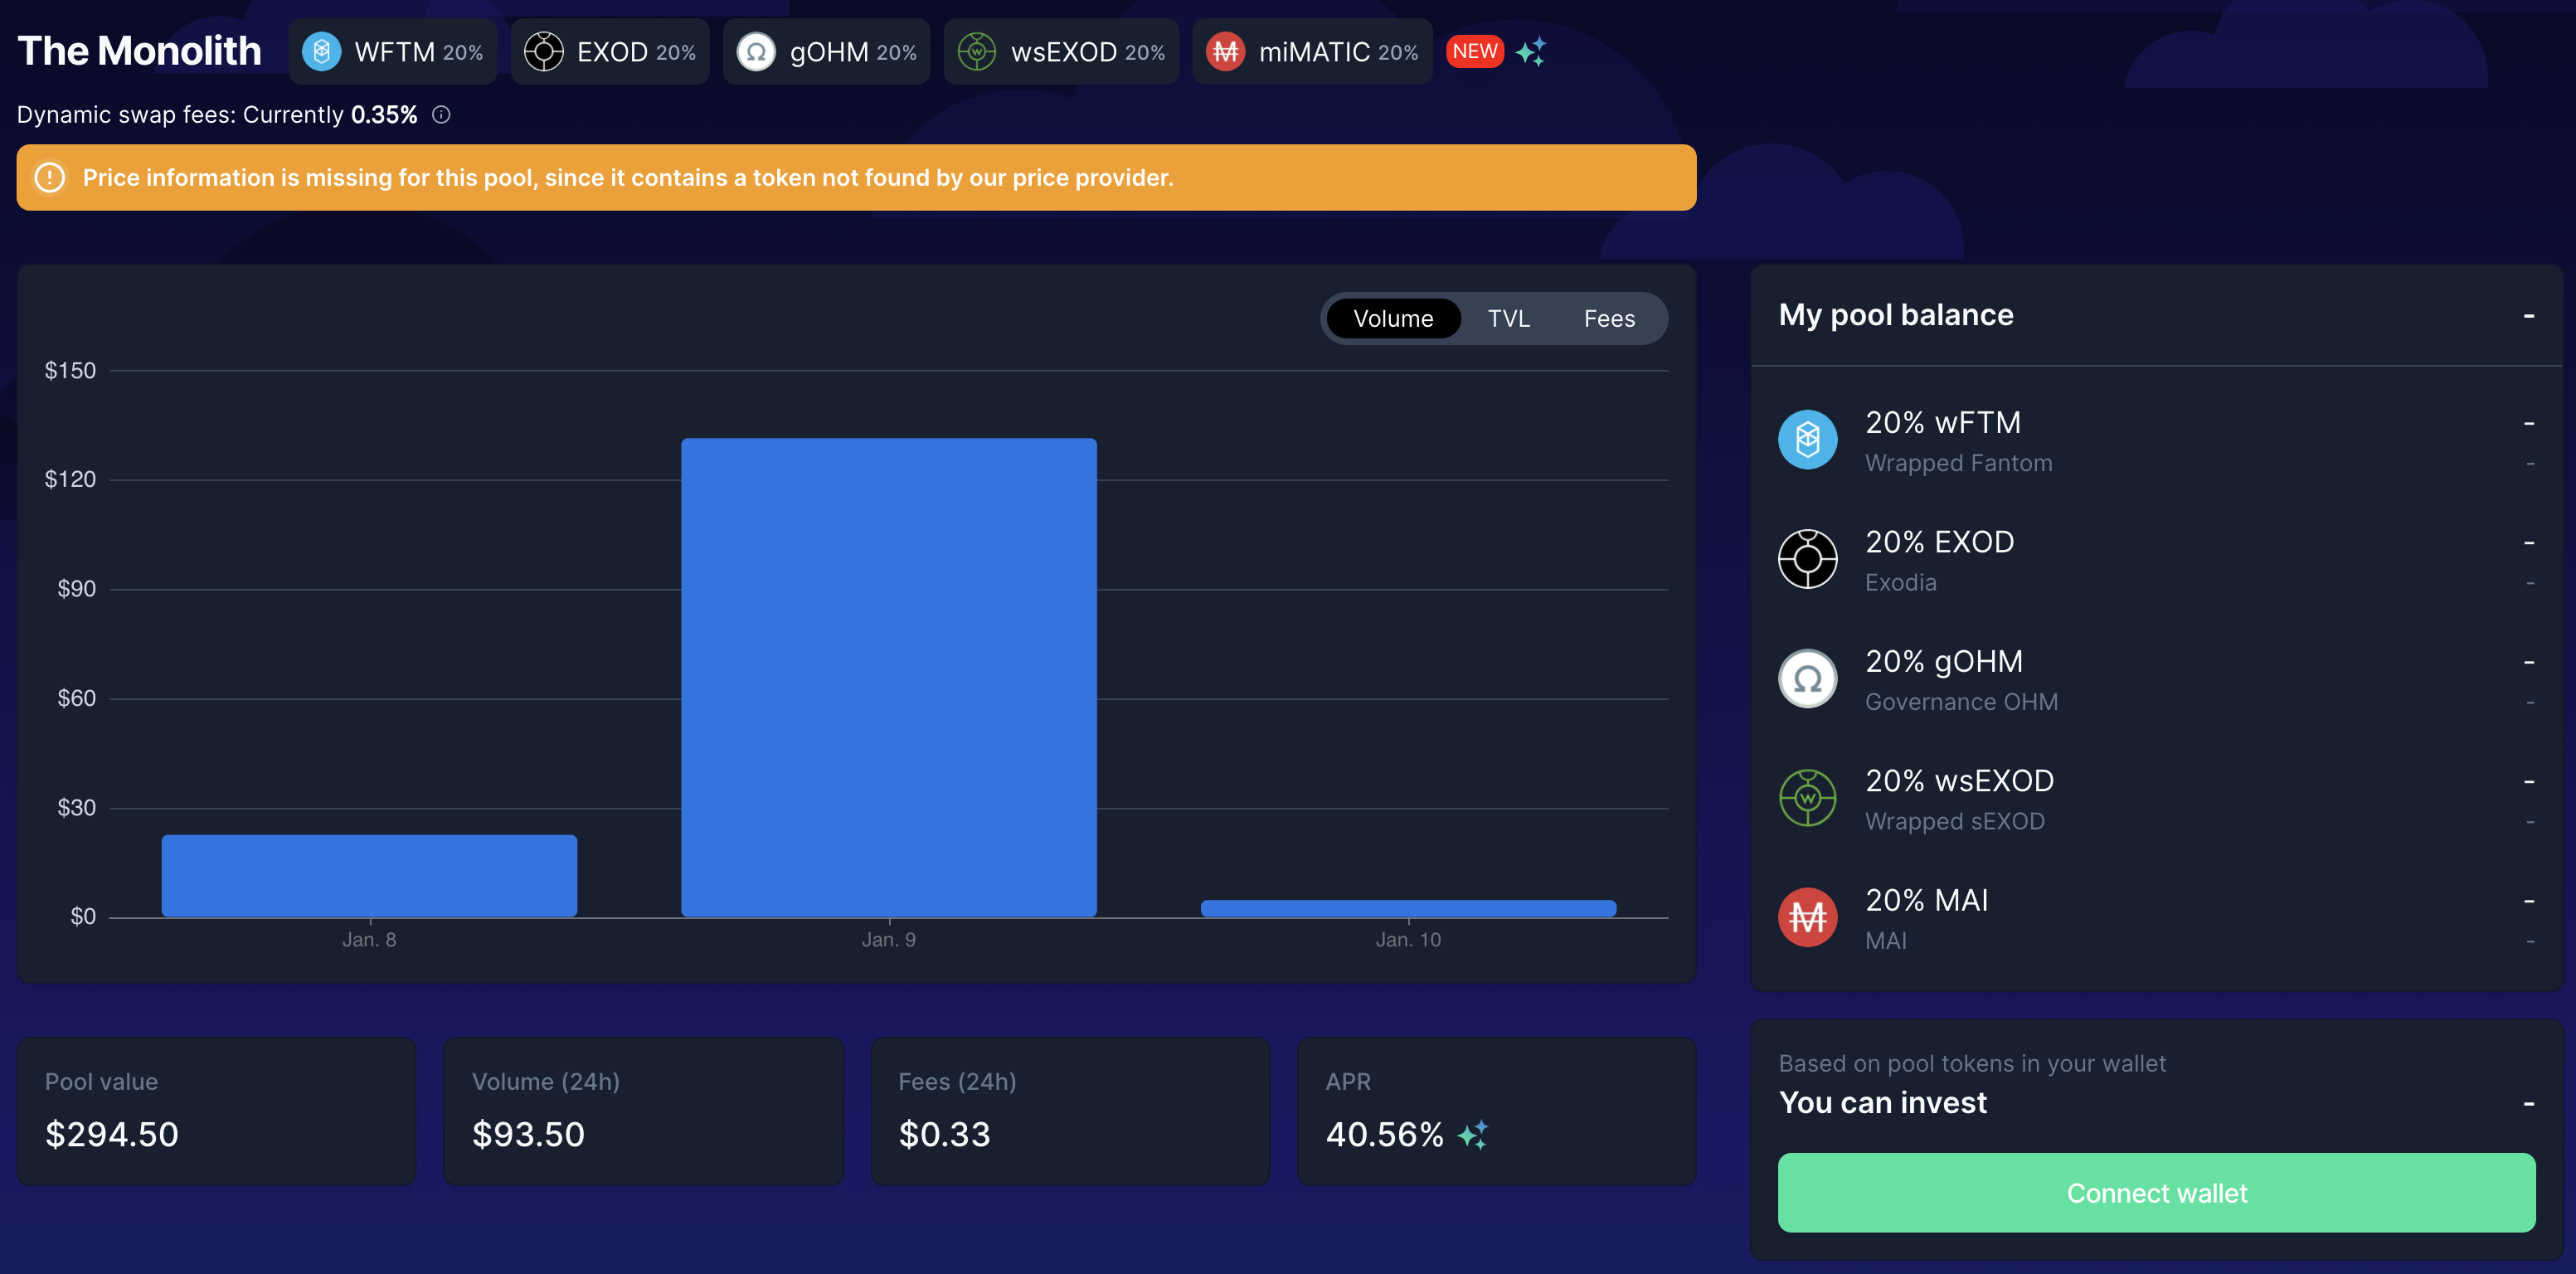 The Monolith WFTM 20% EXOD 20% gOHM 20% wsEXOD 20% miMATIC 20% NEW
Dynamic swap fees: Currently 0.35%
Price information is missing for this pool, since it contains a token not found by our price provider.
Volume TVL Fees
$150
$120
$90
$60
$30
$0
Jan. 8 Jan. 9 Jan. 10
Pool value
$294.50
Volume (24h)
$93.50
Fees (24h)
$0.33
APR
40.56%
My pool balance -
20% wFTM -
Wrapped Fantom -
20% EXOD -
Exodia -
20% gOHM -
Governance OHM -
20% wsEXOD -
Wrapped sEXOD -
20% MAI -
MAI -
Based on pool tokens in your wallet
You can invest -
Connect wallet